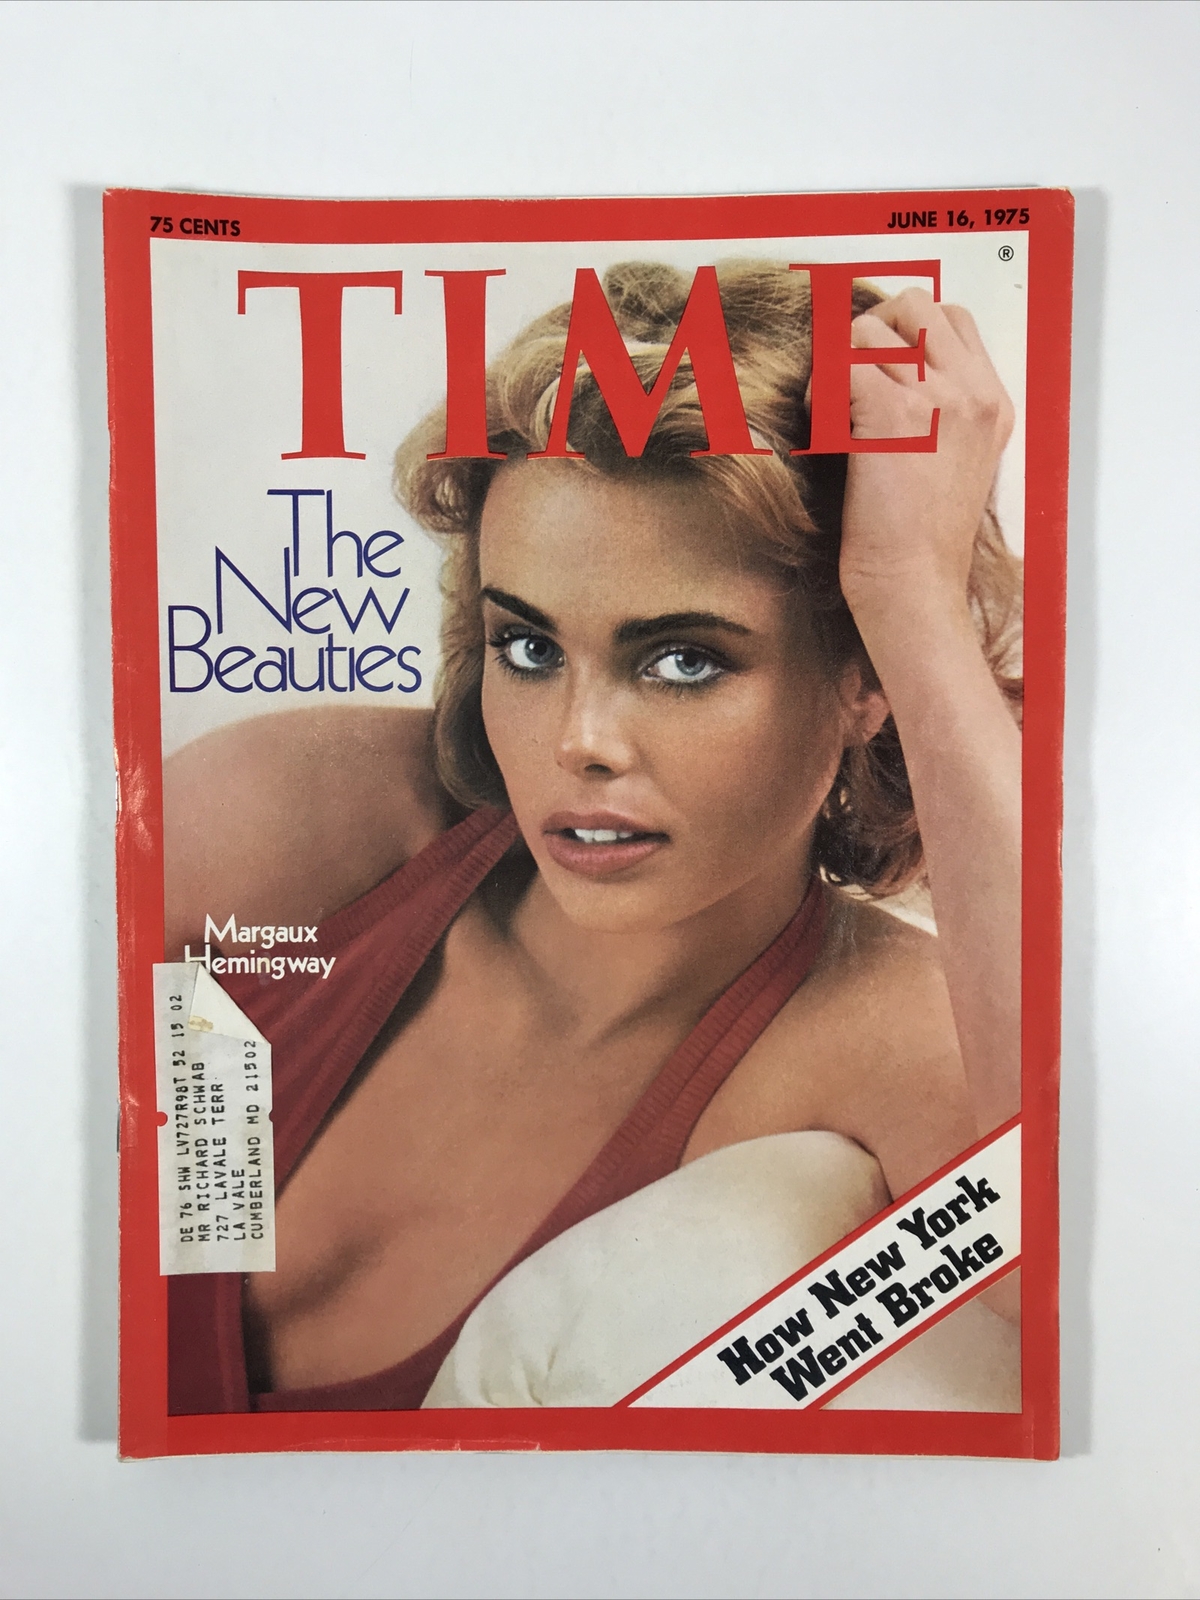 75 CENTS
JUNE 16, 1975
TIME
®
The
New
Beauties
Margaux
Hemingway
DE 76 SHW LV727R98T 52 15 02
MR RICHARD SCHWAB
727 LAVALE TERR
LA VALE
CUMBERLAND MD 21502
How New York
Went Broke